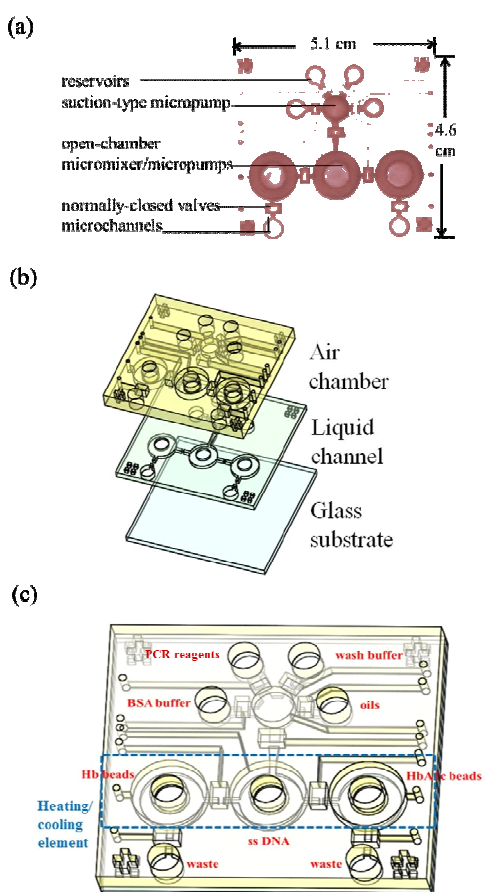 (a)
5.1 cm
reservoirs
suction-type micropump
4.6
cm
open-chamber
micromixer/micropumps
normally-closed valves
microchannels
(b)
Air
chamber
Liquid
channel
Glass
substrate
(c)
PCR reagents
wash buffer
BSA buffer
oils
Hb beads
HbA1c beads
Heating/
cooling
element
ss DNA
waste
waste